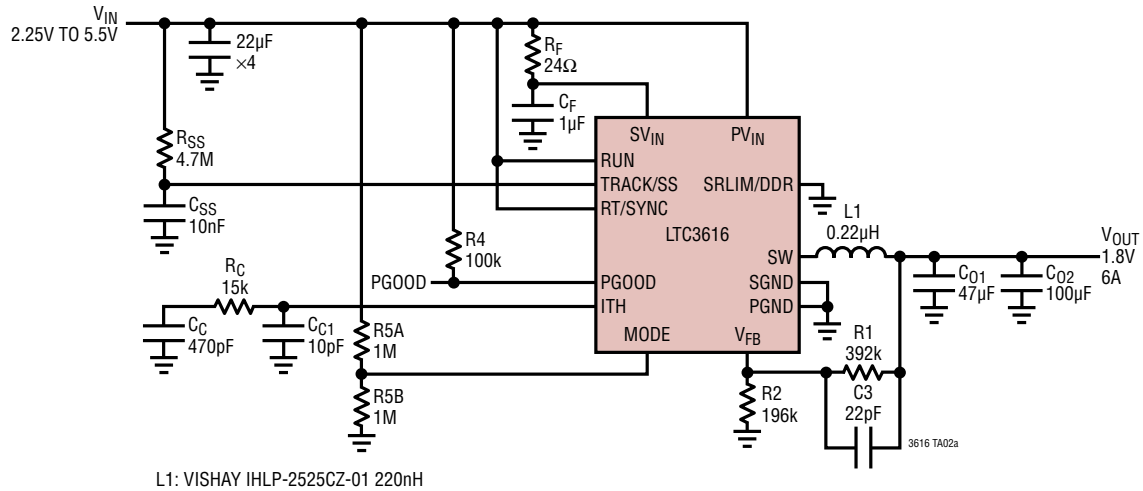 VIN
2.25V TO 5.5V
22µF
×4
RF
24Ω
CF
1µF
RSS
4.7M
CSS
10nF
SVIN
PVIN
RUN
TRACK/SS
RT/SYNC
SRLIM/DDR
LTC3616
SW
SGND
PGND
PGOOD
ITH
MODE
VFB
L1
0.22µH
VOUT
1.8V
6A
CO1
47µF
CO2
100µF
R4
100k
PGOOD
RC
15k
CC
470pF
CC1
10pF
R5A
1M
R5B
1M
R1
392k
C3
22pF
R2
196k
3616 TA02a
L1: VISHAY IHLP-2525CZ-01 220nH